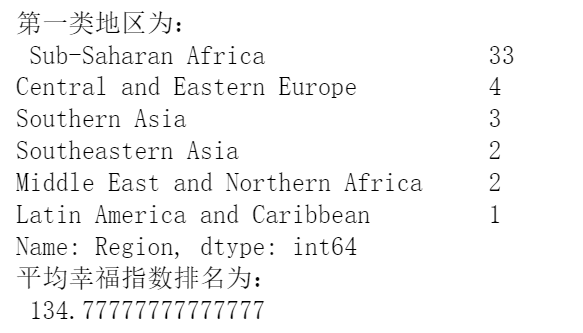 第一类地区为：
Sub-Saharan Africa 33
Central and Eastern Europe 4
Southern Asia 3
Southeastern Asia 2
Middle East and Northern Africa 2
Latin America and Caribbean 1
Name: Region, dtype: int64
平均幸福指数排名为：
134.77777777777777